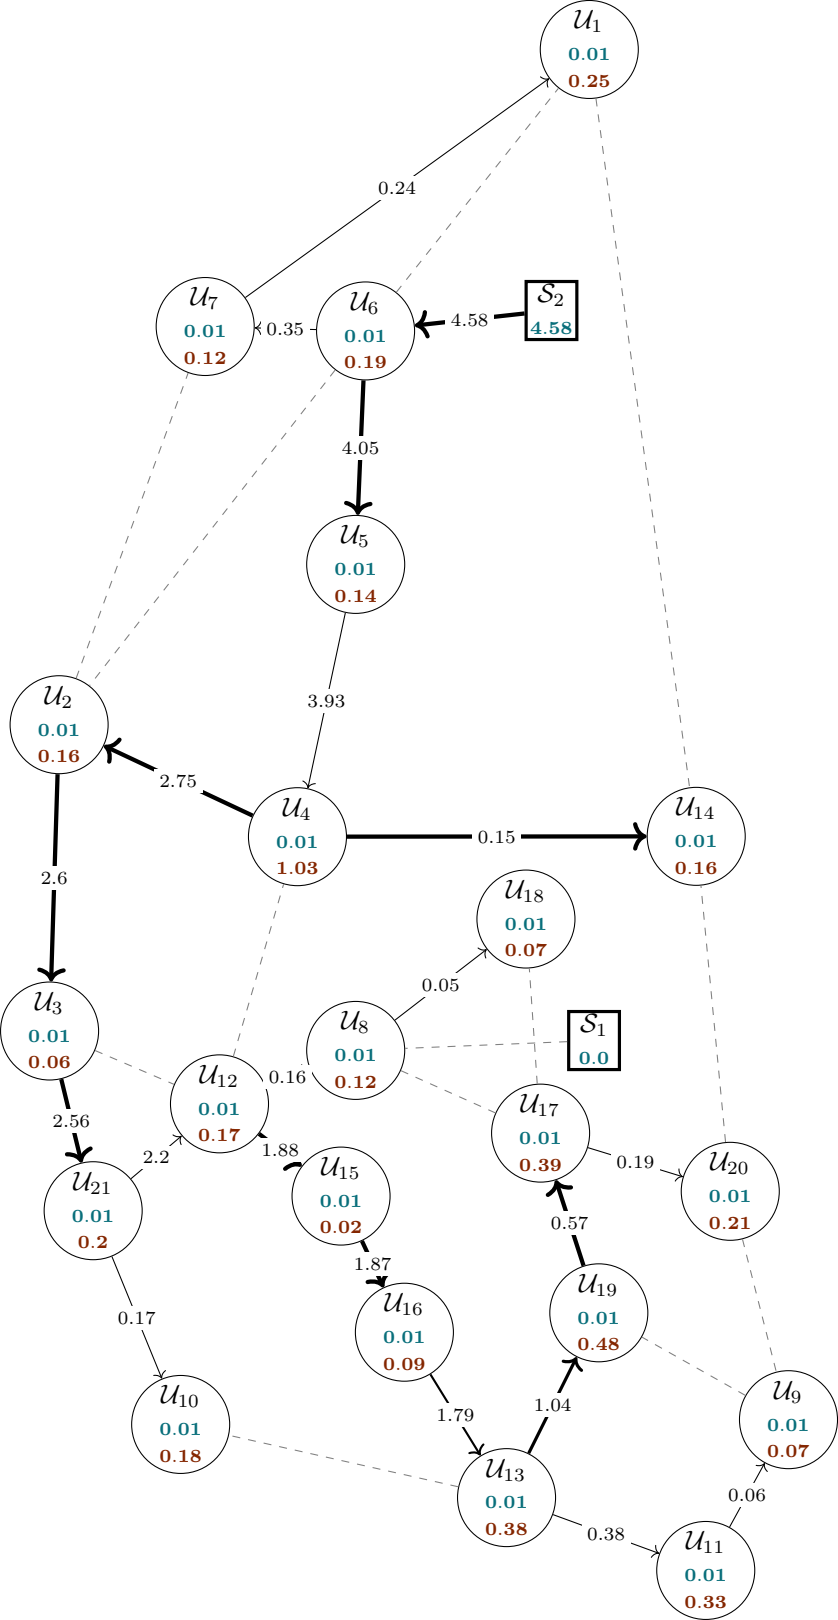 𝒰₁
0.01
0.25
0.24
𝒰₇
0.01
0.12
0.35
𝒰₆
0.01
0.19
4.58
𝒮₂
4.58
4.05
𝒰₅
0.01
0.14
3.93
𝒰₂
0.01
0.16
2.75
𝒰₄
0.01
1.03
0.15
𝒰₁₄
0.01
0.16
2.6
𝒰₁₈
0.01
0.07
0.05
𝒰₃
0.01
0.06
𝒰₈
0.01
0.12
𝒮₁
0.0
𝒰₁₂
0.01
0.17
0.16
𝒰₁₇
0.01
0.39
2.56
2.2
1.88
0.19
𝒰₂₁
0.01
0.2
𝒰₁₅
0.01
0.02
𝒰₂₀
0.01
0.21
0.57
1.87
0.17
𝒰₁₆
0.01
0.09
𝒰₁₉
0.01
0.48
𝒰₁₀
0.01
0.18
1.79
1.04
𝒰₉
0.01
0.07
𝒰₁₃
0.01
0.38
0.06
0.38
𝒰₁₁
0.01
0.33